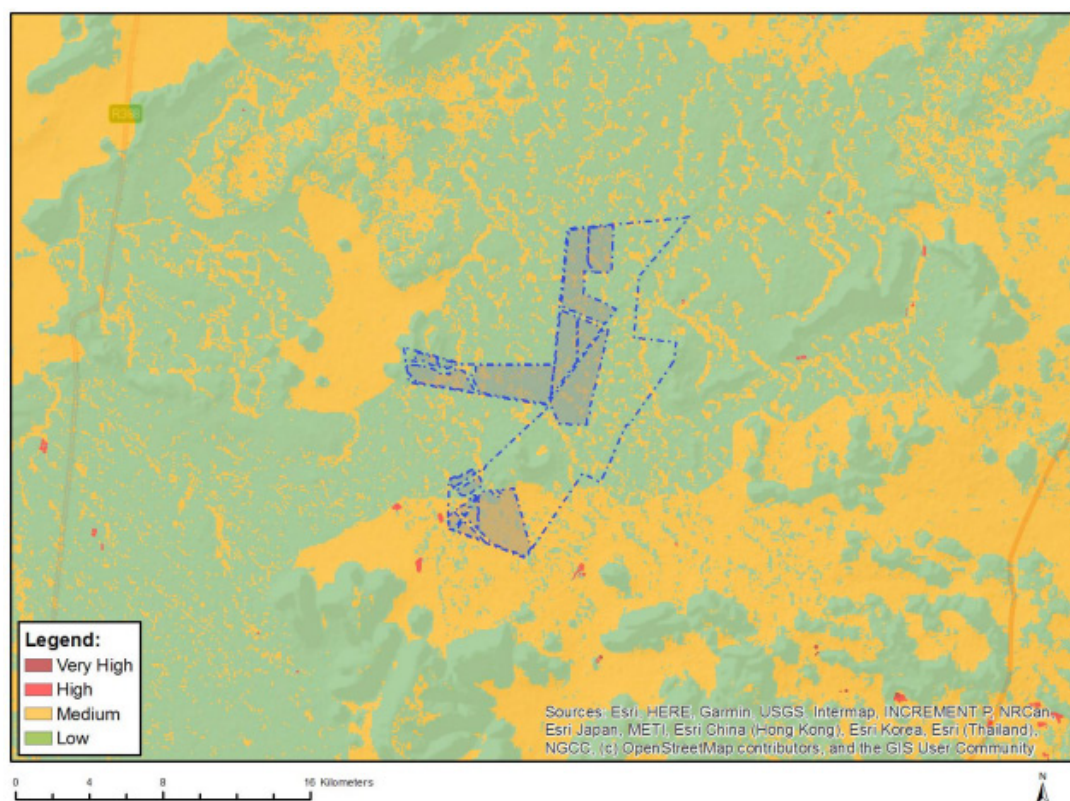 Legend:
Very High
High
Medium
Low
Sources: Esri, HERE, Garmin, USGS, Intermap, INCREMENT P, NRCan,
Esri Japan, METI, Esri China (Hong Kong), Esri Korea, Esri (Thailand),
NGCC, (c) OpenStreetMap contributors, and the GIS User Community
0 4 8 16 Kilometers
N